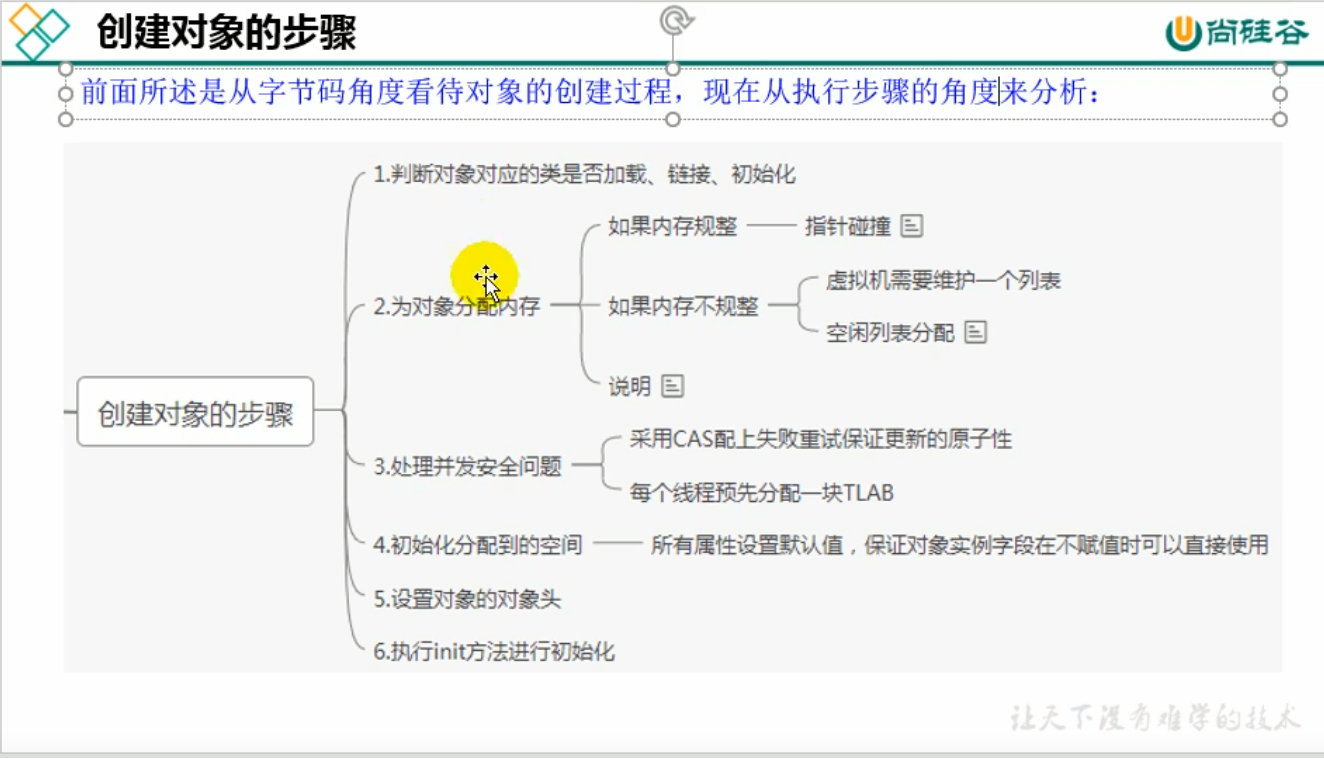 创建对象的步骤
尚硅谷
前面所述是从字节码角度看待对象的创建过程，现在从执行步骤的角度来分析：
1.判断对象对应的类是否加载、链接、初始化
如果内存规整
指针碰撞
2.为对象分配内存
如果内存不规整
虚拟机需要维护一个列表
空闲列表分配
说明
创建对象的步骤
3.处理并发安全问题
采用CAS配上失败重试保证更新的原子性
每个线程预先分配一块TLAB
4.初始化分配到的空间
所有属性设置默认值，保证对象实例字段在不赋值时可以直接使用
5.设置对象的对象头
6.执行init方法进行初始化
让天下没有难学的技术